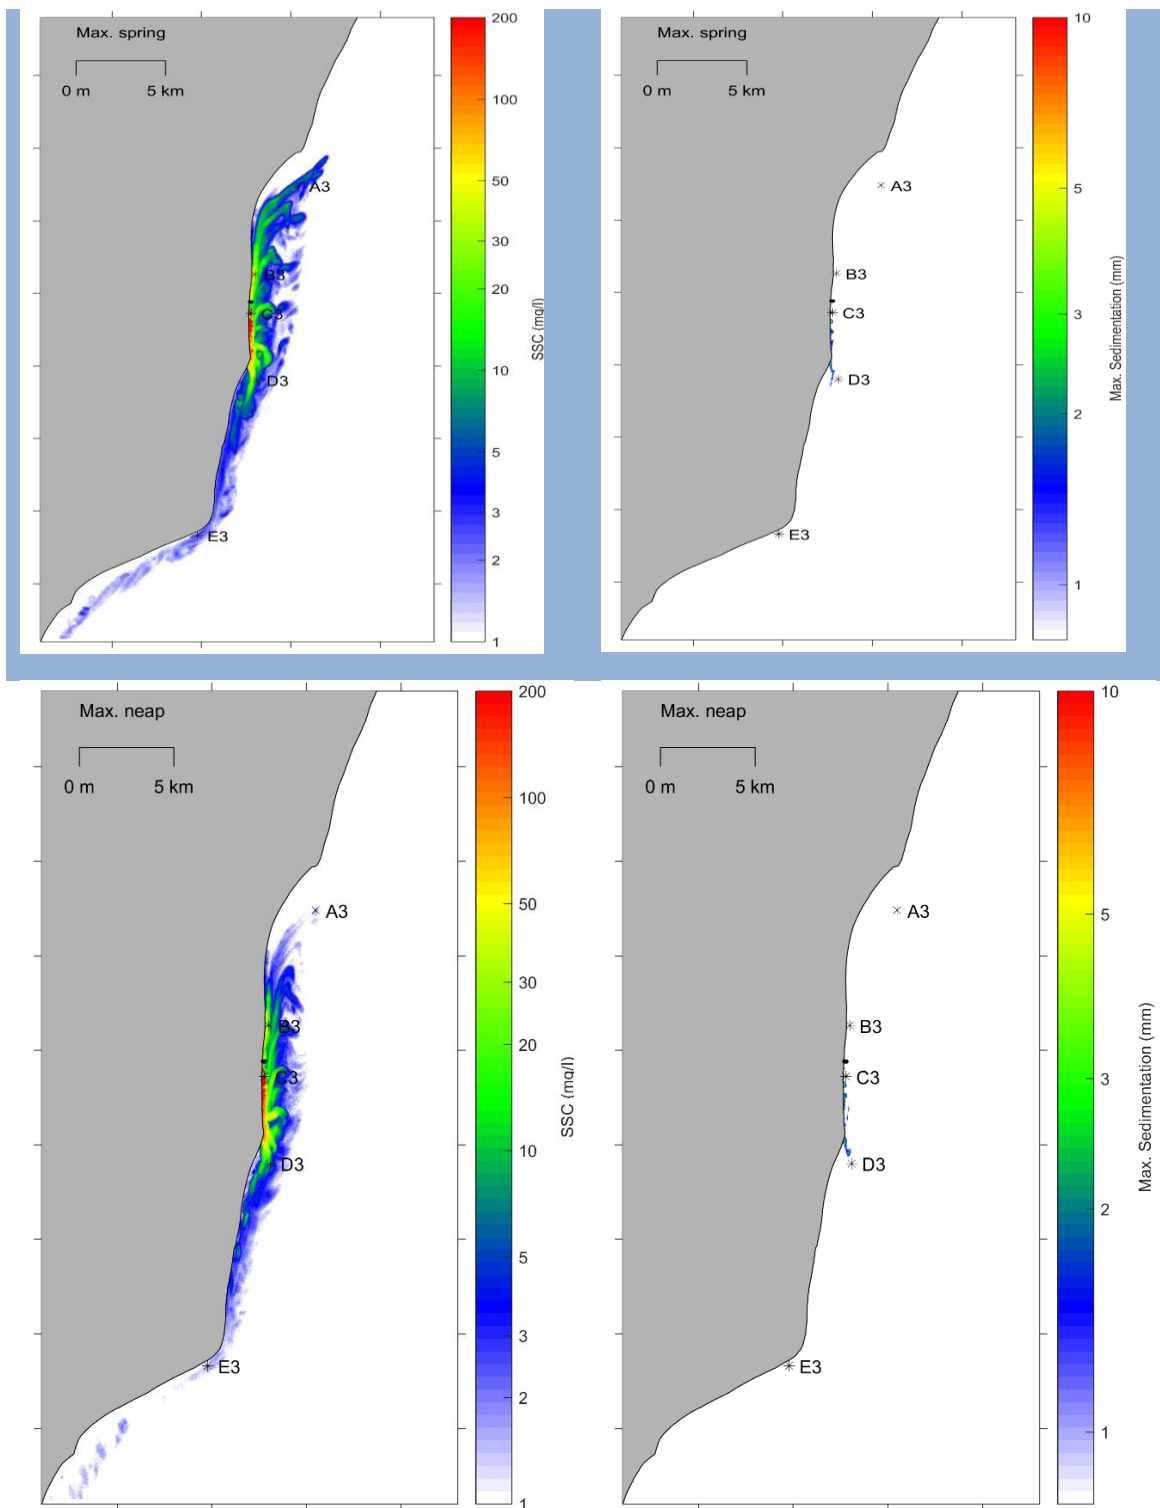 Max. spring
0 m 5 km
A3
B3
C3
D3
E3
200
100
50
30
20
10
5
3
2
1
SSC (mg/l)
Max. spring
0 m 5 km
A3
B3
C3
D3
E3
10
5
3
2
1
Max. Sedimentation (mm)
Max. neap
0 m 5 km
A3
B3
C3
D3
E3
200
100
50
30
20
10
5
3
2
1
SSC (mg/l)
Max. neap
0 m 5 km
A3
B3
C3
D3
E3
10
5
3
2
1
Max. Sedimentation (mm)